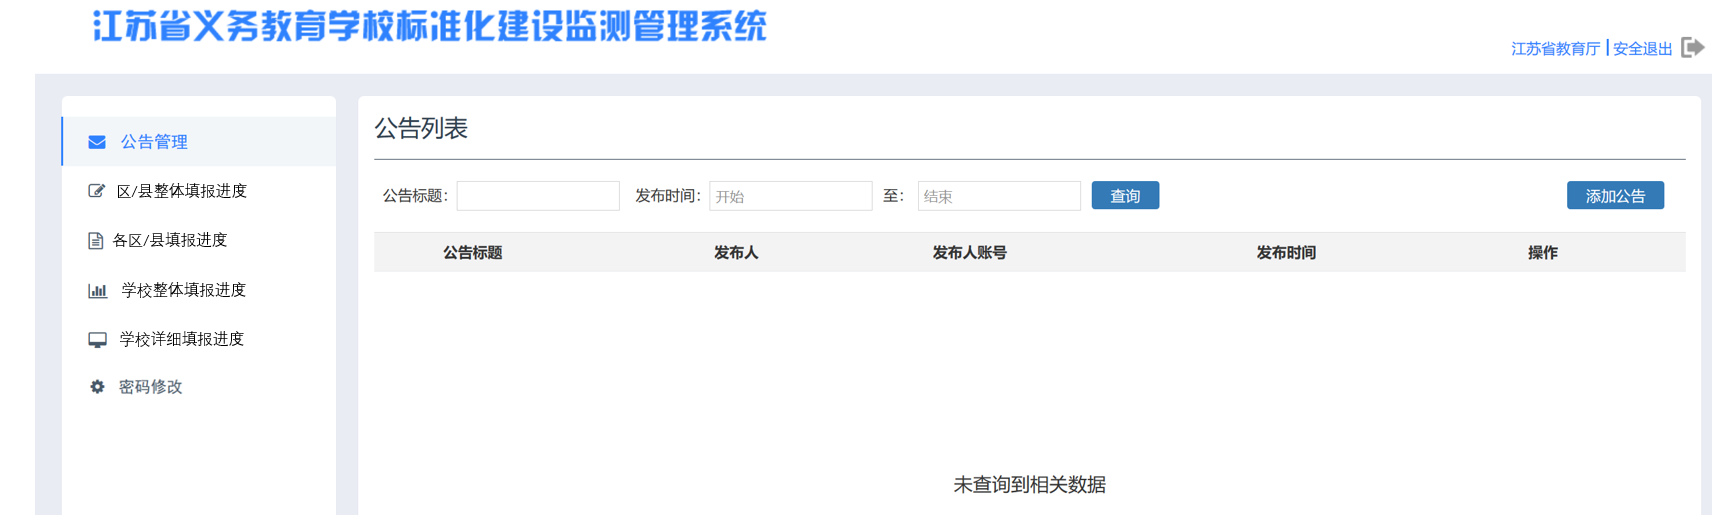 江苏省义务教育学校标准化建设监测管理系统
江苏省教育厅 | 安全退出
公告管理
区/县整体填报进度
各区/县填报进度
学校整体填报进度
学校详细填报进度
密码修改
公告列表
公告标题： 发布时间： 开始 至： 结束 查询 添加公告
公告标题 发布人 发布人账号 发布时间 操作
未查询到相关数据